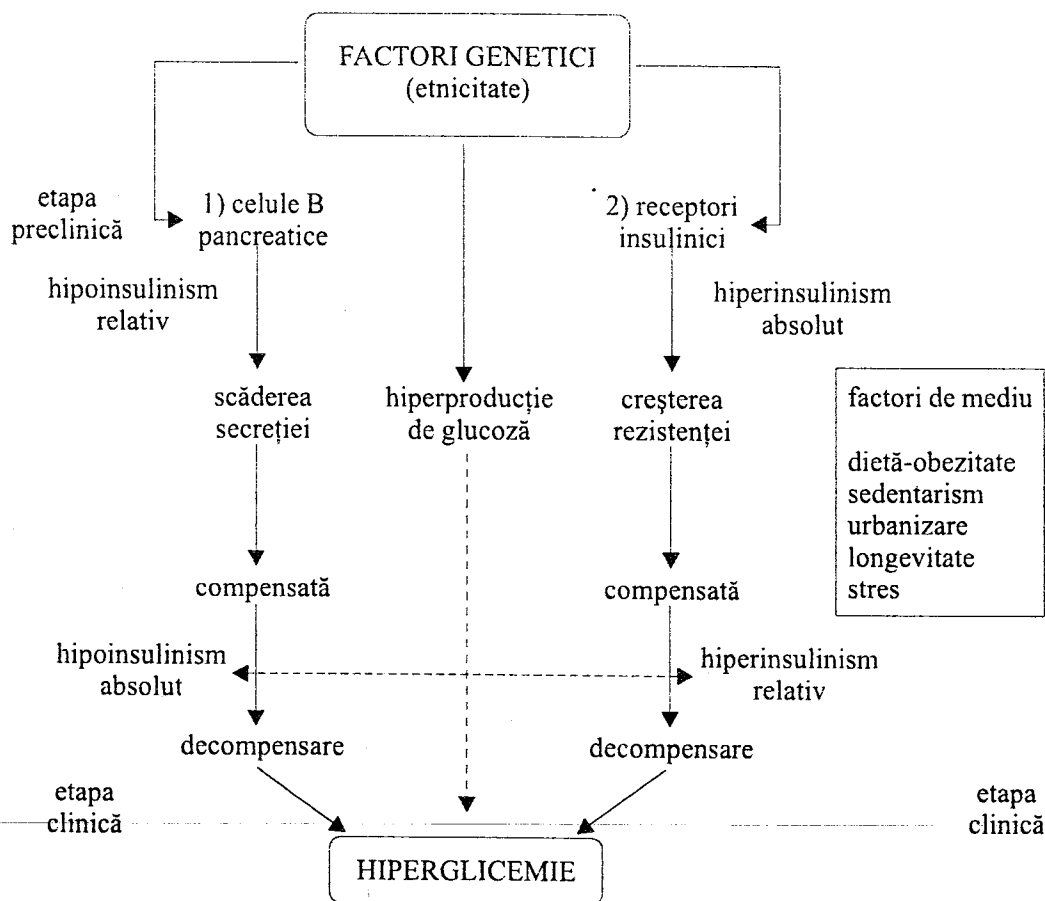 FACTORI GENETICI
(etnicitate)
etapa
preclinică
1) celule B
pancreatice
2) receptori
insulinici
hipoinsulinism
relativ
hiperinsulinism
absolut
scăderea
secreției
hiperproducție
de glucoză
creșterea
rezistenței
factori de mediu
dietă-obezitate
sedentarism
urbanizare
longevitate
stres
compensată
compensată
hipoinsulinism
absolut
hiperinsulinism
relativ
decompensare
decompensare
etapa
clinică
etapa
clinică
HIPERGLICEMIE